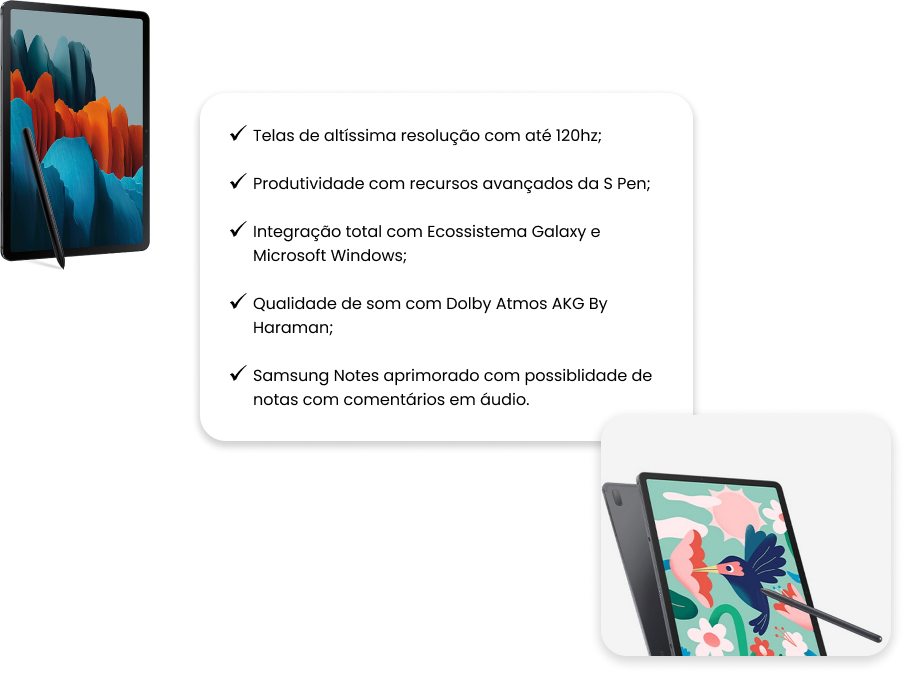 Telas de altíssima resolução com até 120hz;
Produtividade com recursos avançados da S Pen;
Integração total com Ecossistema Galaxy e
Microsoft Windows;
Qualidade de som com Dolby Atmos AKG By
Haraman;
Samsung Notes aprimorado com possiblidade de
notas com comentários em áudio.